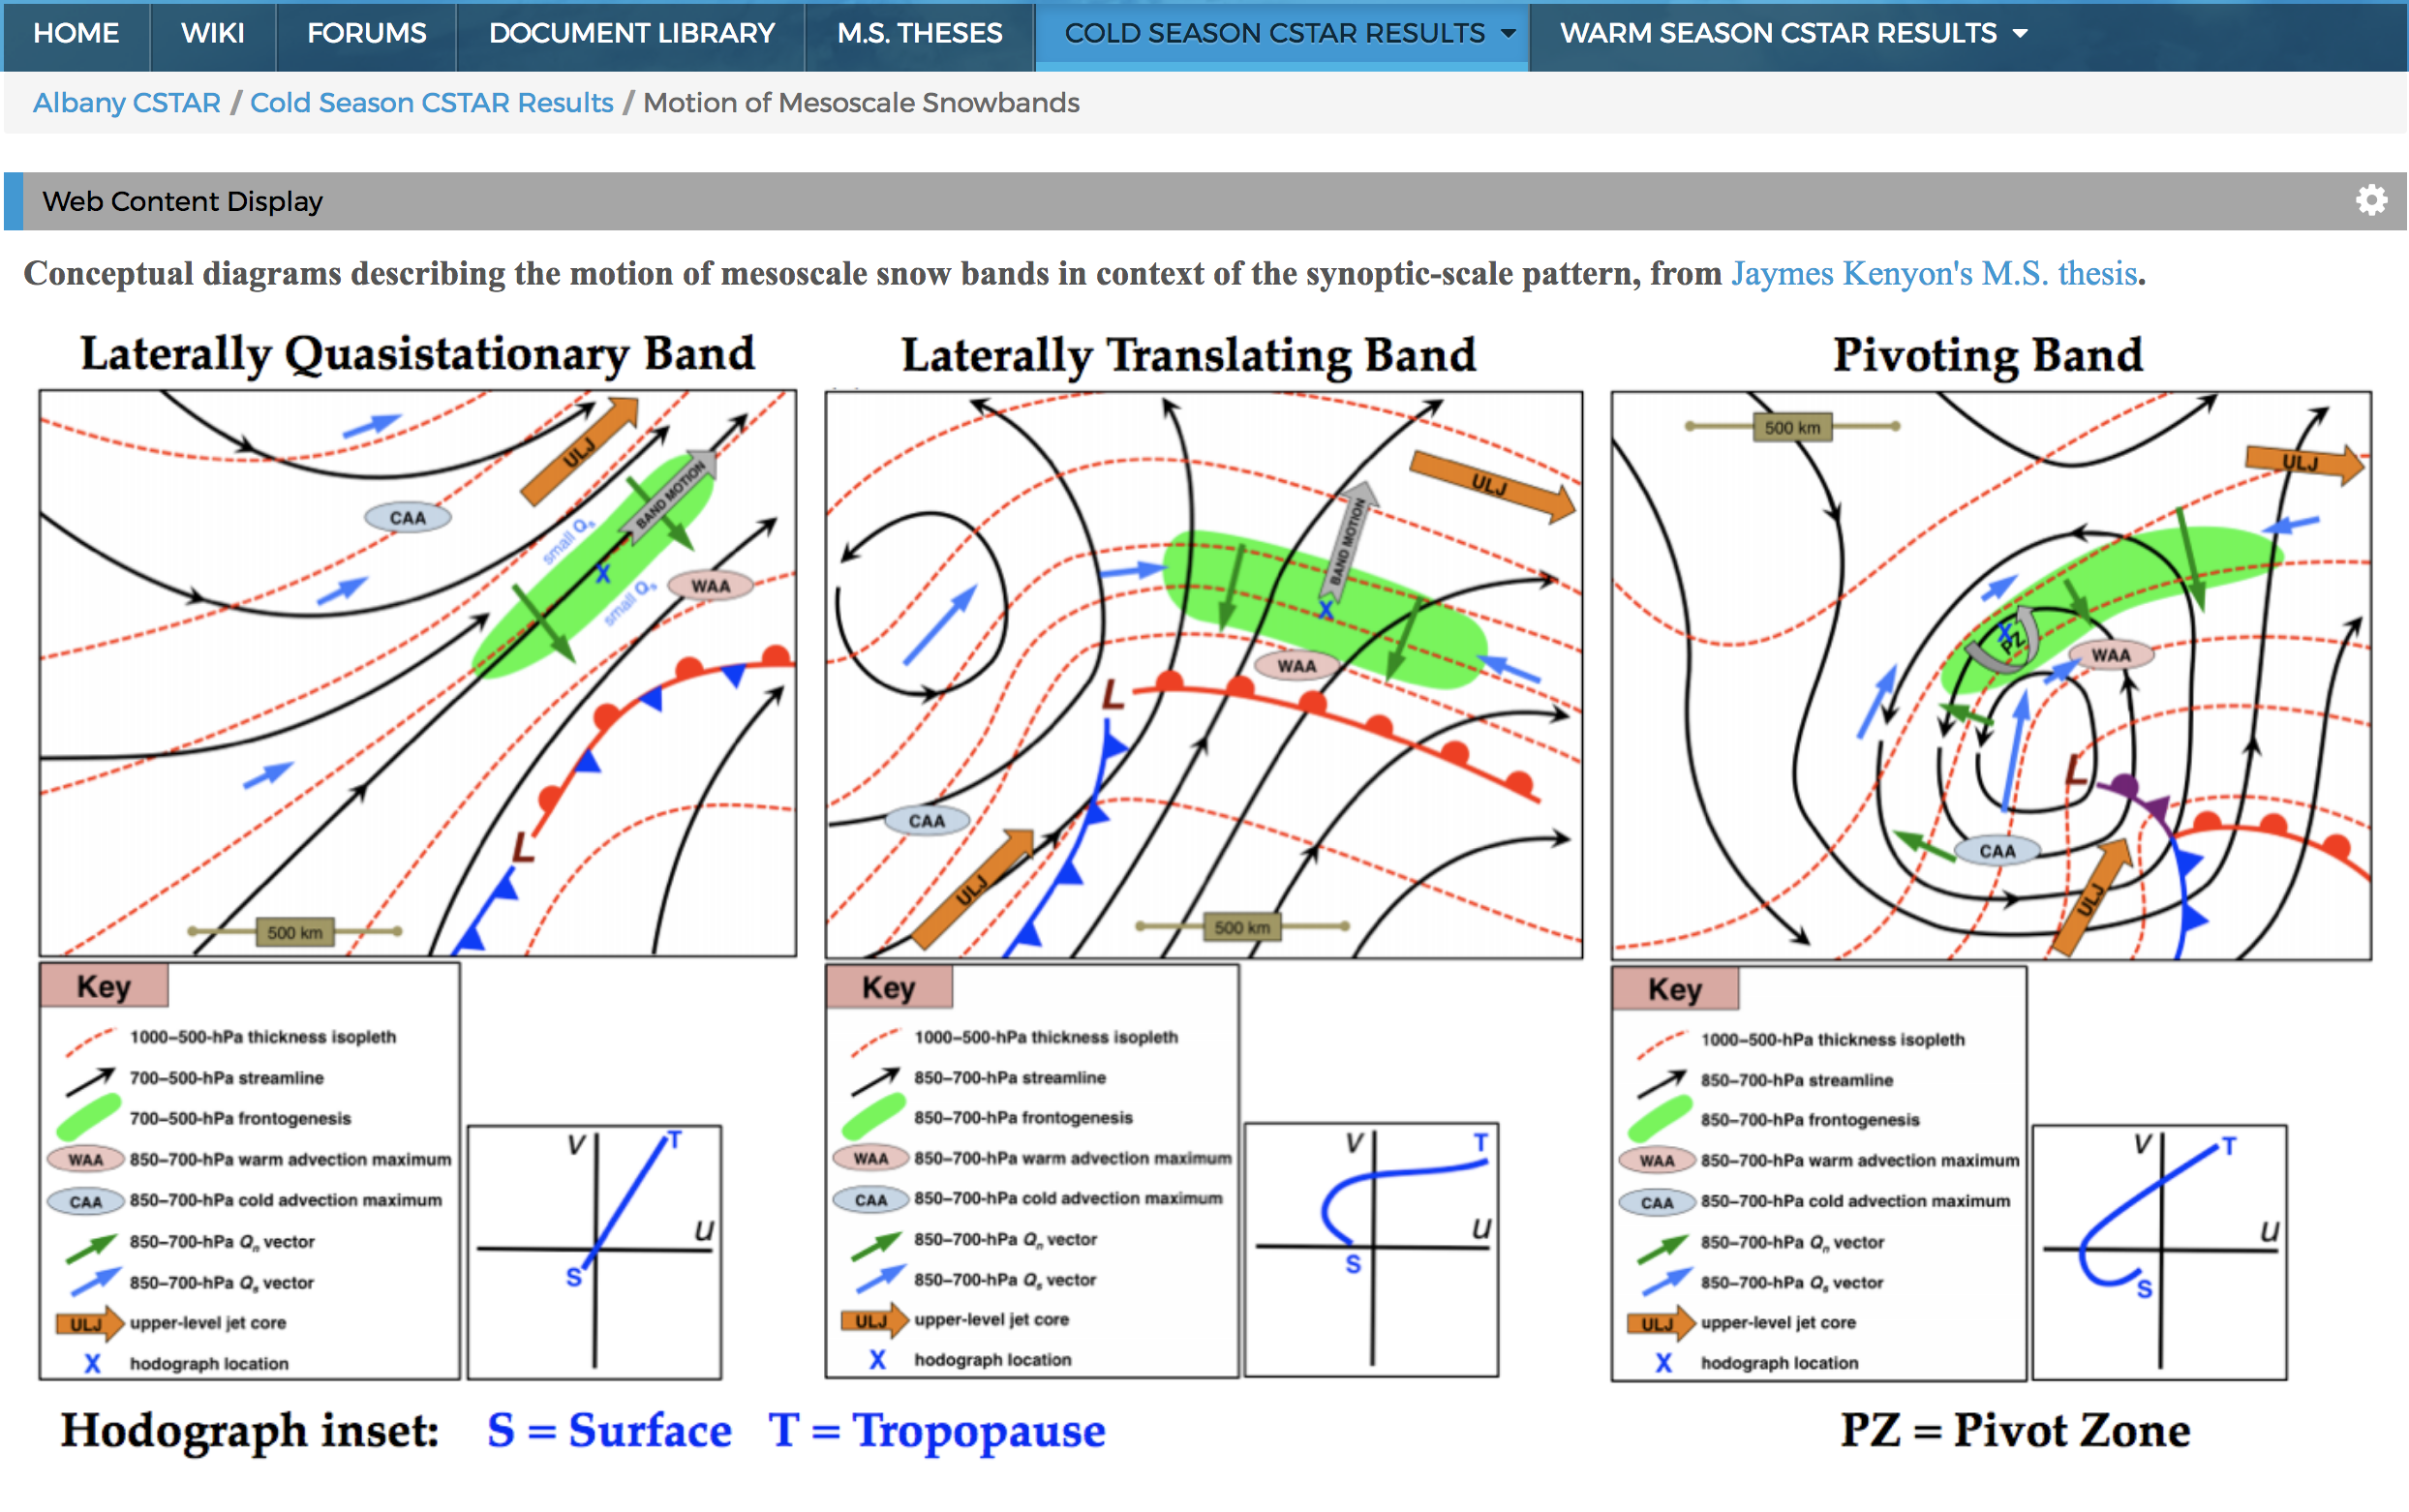 HOME WIKI FORUMS DOCUMENT LIBRARY M.S. THESES COLD SEASON CSTAR RESULTS WARM SEASON CSTAR RESULTS
Albany CSTAR / Cold Season CSTAR Results / Motion of Mesoscale Snowbands
Web Content Display
Conceptual diagrams describing the motion of mesoscale snow bands in context of the synoptic-scale pattern, from Jaymes Kenyon's M.S. thesis.
Laterally Quasistationary Band
ULJ
CAA
BAND MOTION
small Qs
X
small Qs
WAA
L
500 km
Key
1000–500-hPa thickness isopleth
700–500-hPa streamline
700–500-hPa frontogenesis
WAA 850–700-hPa warm advection maximum
CAA 850–700-hPa cold advection maximum
850–700-hPa Qn vector
850–700-hPa Qs vector
ULJ upper-level jet core
X hodograph location
V T
u
S
Laterally Translating Band
ULJ
BAND MOTION
X
WAA
L
CAA
ULJ
500 km
Key
1000–500-hPa thickness isopleth
850–700-hPa streamline
850–700-hPa frontogenesis
WAA 850–700-hPa warm advection maximum
CAA 850–700-hPa cold advection maximum
850–700-hPa Qn vector
850–700-hPa Qs vector
ULJ upper-level jet core
X hodograph location
V T
u
S
Pivoting Band
500 km
ULJ
X
PZ
WAA
L
CAA
ULJ
Key
1000–500-hPa thickness isopleth
850–700-hPa streamline
850–700-hPa frontogenesis
WAA 850–700-hPa warm advection maximum
CAA 850–700-hPa cold advection maximum
850–700-hPa Qn vector
850–700-hPa Qs vector
ULJ upper-level jet core
X hodograph location
V T
u
S
Hodograph inset: S = Surface T = Tropopause
PZ = Pivot Zone